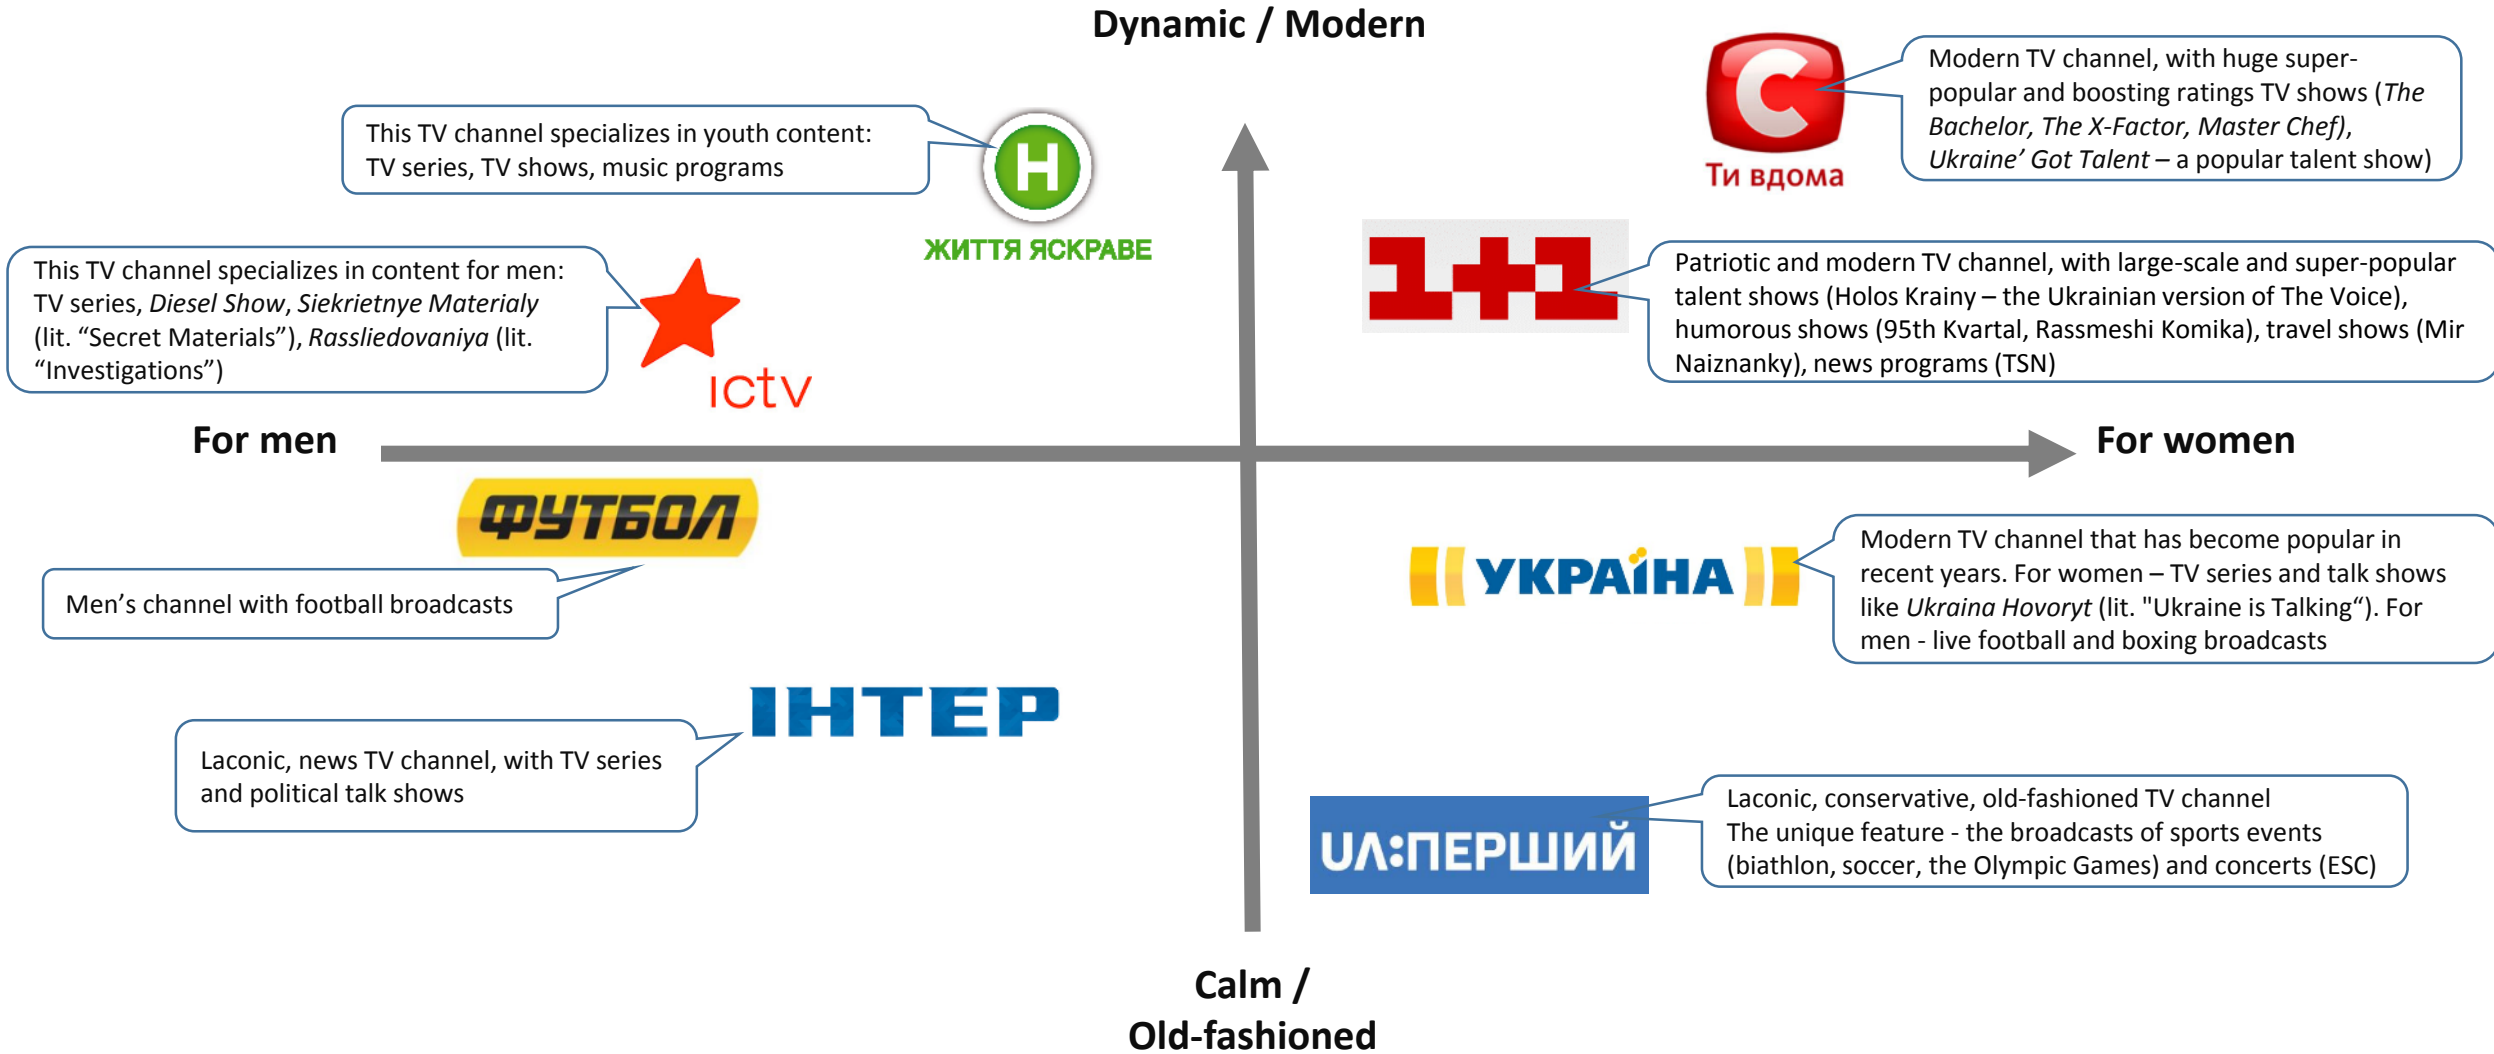 Dynamic / Modern
This TV channel specializes in youth content:
TV series, TV shows, music programs
Н
ЖИТТЯ ЯСКРАВЕ
С
Ти вдома
Modern TV channel, with huge super-
popular and boosting ratings TV shows (The
Bachelor, The X-Factor, Master Chef),
Ukraine’ Got Talent – a popular talent show)
This TV channel specializes in content for men:
TV series, Diesel Show, Siekrietnye Materialy
(lit. “Secret Materials”), Rassliedovaniya (lit.
“Investigations”)
ictv
1+1
Patriotic and modern TV channel, with large-scale and super-popular
talent shows (Holos Krainy – the Ukrainian version of The Voice),
humorous shows (95th Kvartal, Rassmeshi Komika), travel shows (Mir
Naiznanky), news programs (TSN)
For men
For women
ФУТБОЛ
Men’s channel with football broadcasts
УКРАїНА
Modern TV channel that has become popular in
recent years. For women – TV series and talk shows
like Ukraina Hovoryt (lit. "Ukraine is Talking“). For
men - live football and boxing broadcasts
ІНТЕР
Laconic, news TV channel, with TV series
and political talk shows
UA:ПЕРШИЙ
Laconic, conservative, old-fashioned TV channel
The unique feature - the broadcasts of sports events
(biathlon, soccer, the Olympic Games) and concerts (ESC)
Calm /
Old-fashioned